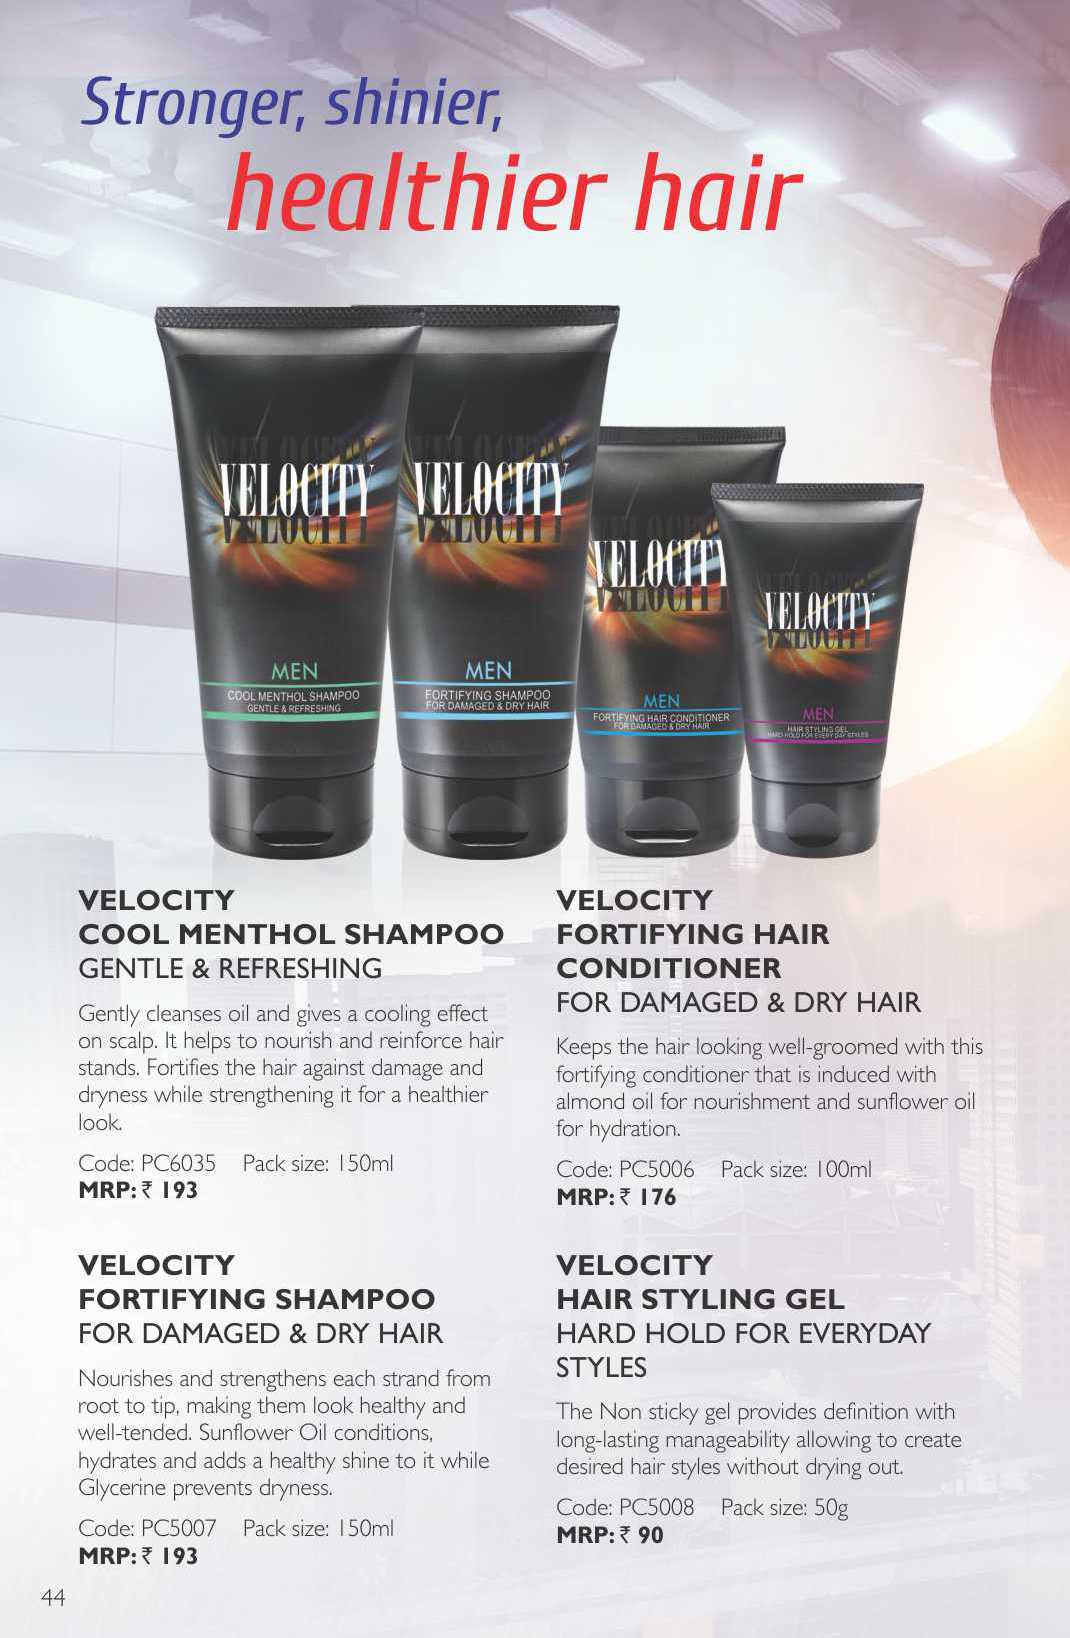 Stronger, shinier,
healthier hair
VELOCITY
MEN
COOL MENTHOL SHAMPOO
GENTLE & REFRESHING
VELOCITY
MEN
FORTIFYING SHAMPOO
FOR DAMAGED & DRY HAIR
VELOCITY
MEN
FORTIFYING HAIR CONDITIONER
FOR DAMAGED & DRY HAIR
VELOCITY
MEN
HAIR STYLING GEL
HARD HOLD FOR EVERY DAY STYLES
VELOCITY
COOL MENTHOL SHAMPOO
GENTLE & REFRESHING
Gently cleanses oil and gives a cooling effect
on scalp. It helps to nourish and reinforce hair
stands. Fortifies the hair against damage and
dryness while strengthening it for a healthier
look.
Code: PC6035 Pack size: 150ml
MRP: ₹ 193
VELOCITY
FORTIFYING SHAMPOO
FOR DAMAGED & DRY HAIR
Nourishes and strengthens each strand from
root to tip, making them look healthy and
well-tended. Sunflower Oil conditions,
hydrates and adds a healthy shine to it while
Glycerine prevents dryness.
Code: PC5007 Pack size: 150ml
MRP: ₹ 193
VELOCITY
FORTIFYING HAIR
CONDITIONER
FOR DAMAGED & DRY HAIR
Keeps the hair looking well-groomed with this
fortifying conditioner that is induced with
almond oil for nourishment and sunflower oil
for hydration.
Code: PC5006 Pack size: 100ml
MRP: ₹ 176
VELOCITY
HAIR STYLING GEL
HARD HOLD FOR EVERYDAY
STYLES
The Non sticky gel provides definition with
long-lasting manageability allowing to create
desired hair styles without drying out.
Code: PC5008 Pack size: 50g
MRP: ₹ 90
44